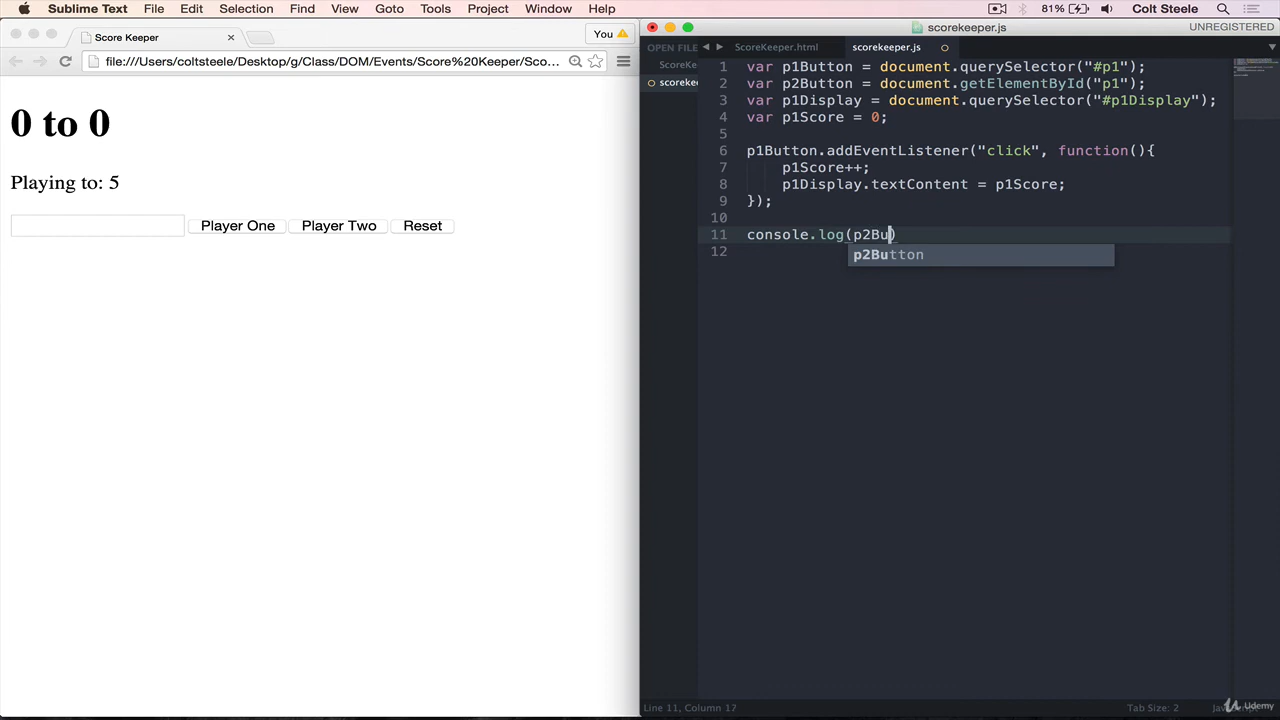 Sublime Text File Edit Selection Find View Goto Tools Project Window Help 81% Colt Steele
Score Keeper
You
file:///Users/coltsteele/Desktop/g/Class/DOM/Events/Score%20Keeper/Sco...
0 to 0
Playing to: 5
Player One Player Two Reset
scorekeeper.js UNREGISTERED
OPEN FILE ScoreKeeper.html scorekeeper.js
ScoreKe
scorekee
1 var p1Button = document.querySelector("#p1");
2 var p2Button = document.getElementById("p1");
3 var p1Display = document.querySelector("#p1Display");
4 var p1Score = 0;
5
6 p1Button.addEventListener("click", function(){
7 p1Score++;
8 p1Display.textContent = p1Score;
9 });
10
11 console.log(p2Bu)
12
p2Button
Line 11, Column 17 Tab Size: 2
Udemy